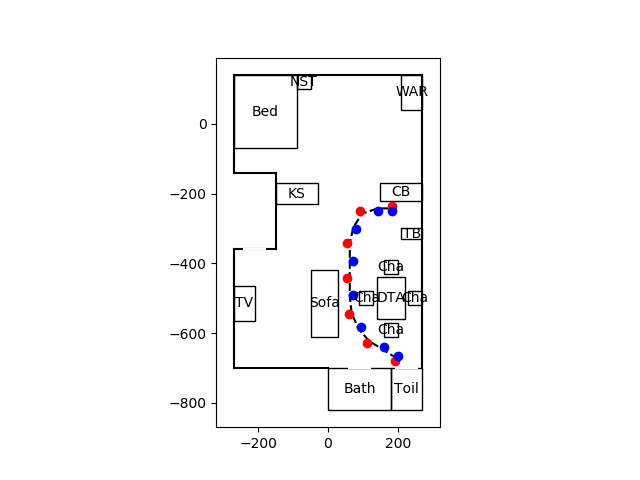 NST
WAR
Bed
0
KS
CB
−200
TB
Cha
−400
TV
Sofa
Cha
DTA
Cha
Cha
−600
Bath
Toil
−800
−200
0
200